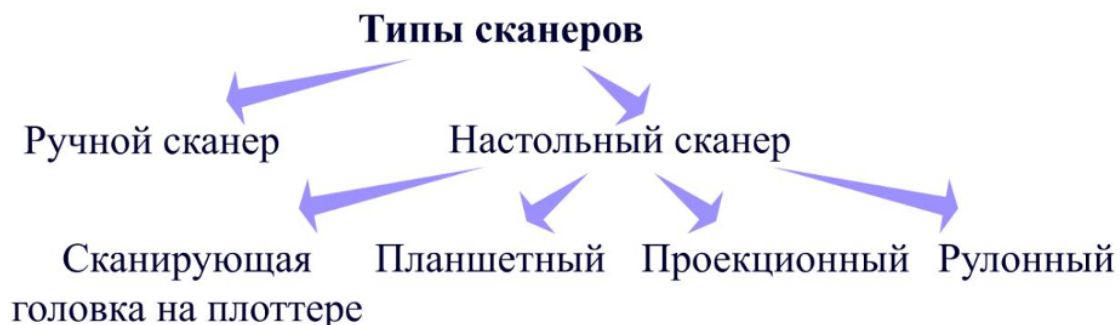 Типы сканеров
Ручной сканер
Настольный сканер
Сканирующая
головка на плоттере
Планшетный
Проекционный
Рулонный